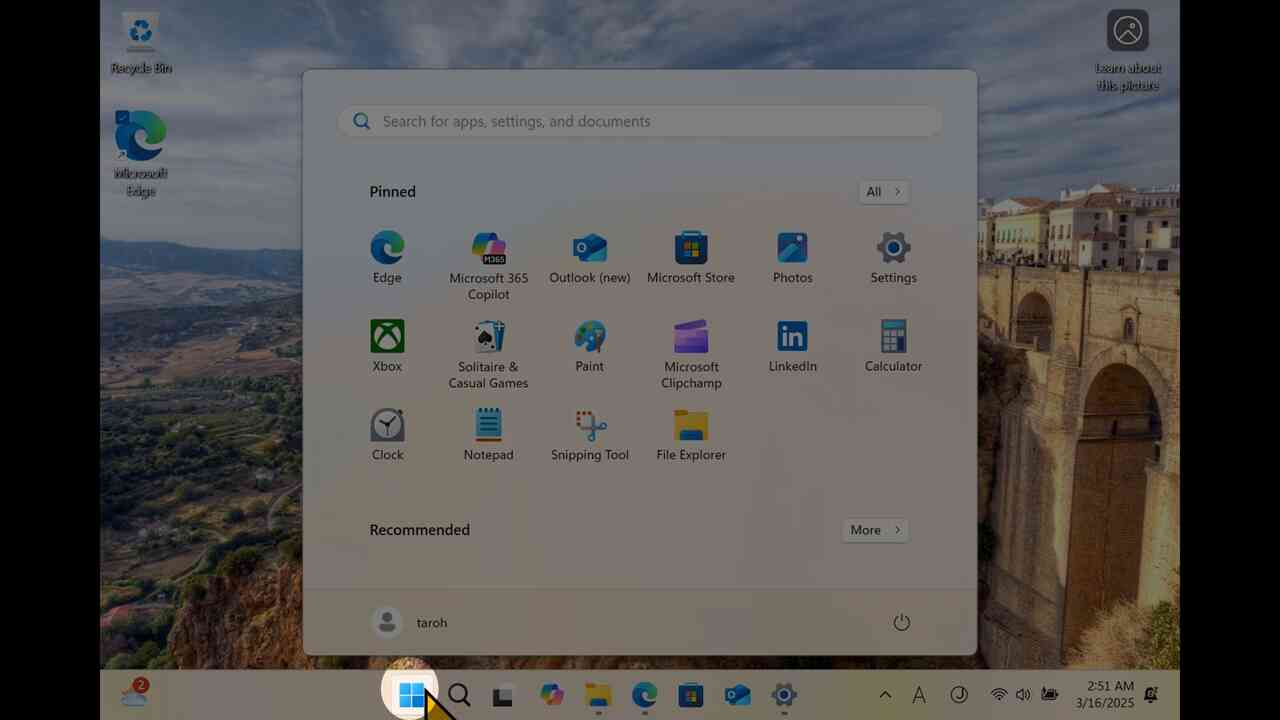 Recycle Bin
Learn about
this picture
Microsoft
Edge
Search for apps, settings, and documents
Pinned
All
Edge
M365
Microsoft 365
Copilot
Outlook (new)
Microsoft Store
Photos
Settings
Xbox
Solitaire &
Casual Games
Paint
Microsoft
Clipchamp
in
LinkedIn
Calculator
Clock
Notepad
Snipping Tool
File Explorer
Recommended
More
taroh
2
A
2:51 AM
3/16/2025